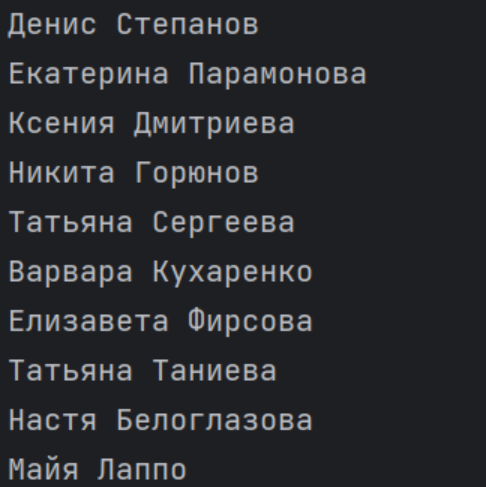 Денис Степанов
Екатерина Парамонова
Ксения Дмитриева
Никита Горюнов
Татьяна Сергеева
Варвара Кухаренко
Елизавета Фирсова
Татьяна Таниева
Настя Белоглазова
Майя Лаппо